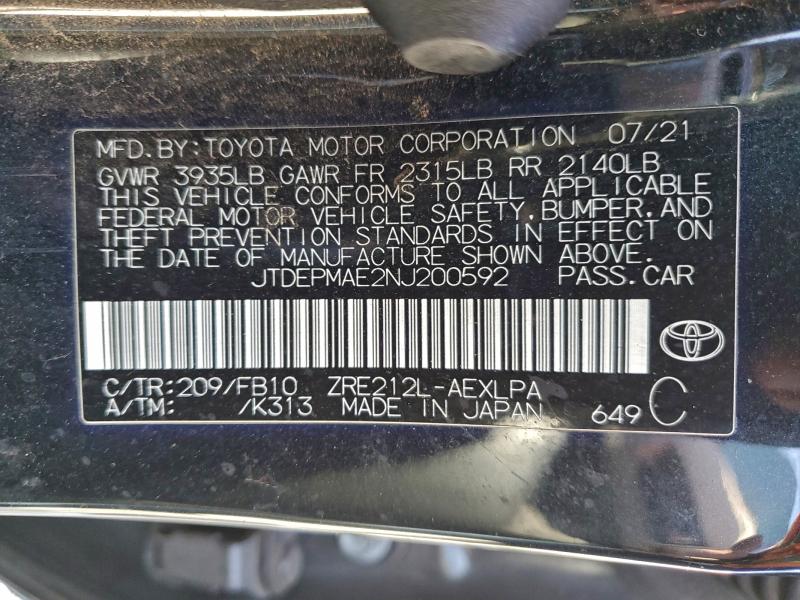 MFD.BY:TOYOTA MOTOR CORPORATION 07/21
GVWR 3935LB GAWR FR 2315LB RR 2140LB
THIS VEHICLE CONFORMS TO ALL APPLICABLE
FEDERAL MOTOR VEHICLE SAFETY,BUMPER,AND
THEFT PREVENTION STANDARDS IN EFFECT ON
THE DATE OF MANUFACTURE SHOWN ABOVE.
JTDEPMAE2NJ200592 PASS.CAR
C/TR:209/FB10 ZRE212L-AEXLPA
A/TM: /K313 MADE IN JAPAN 649 C